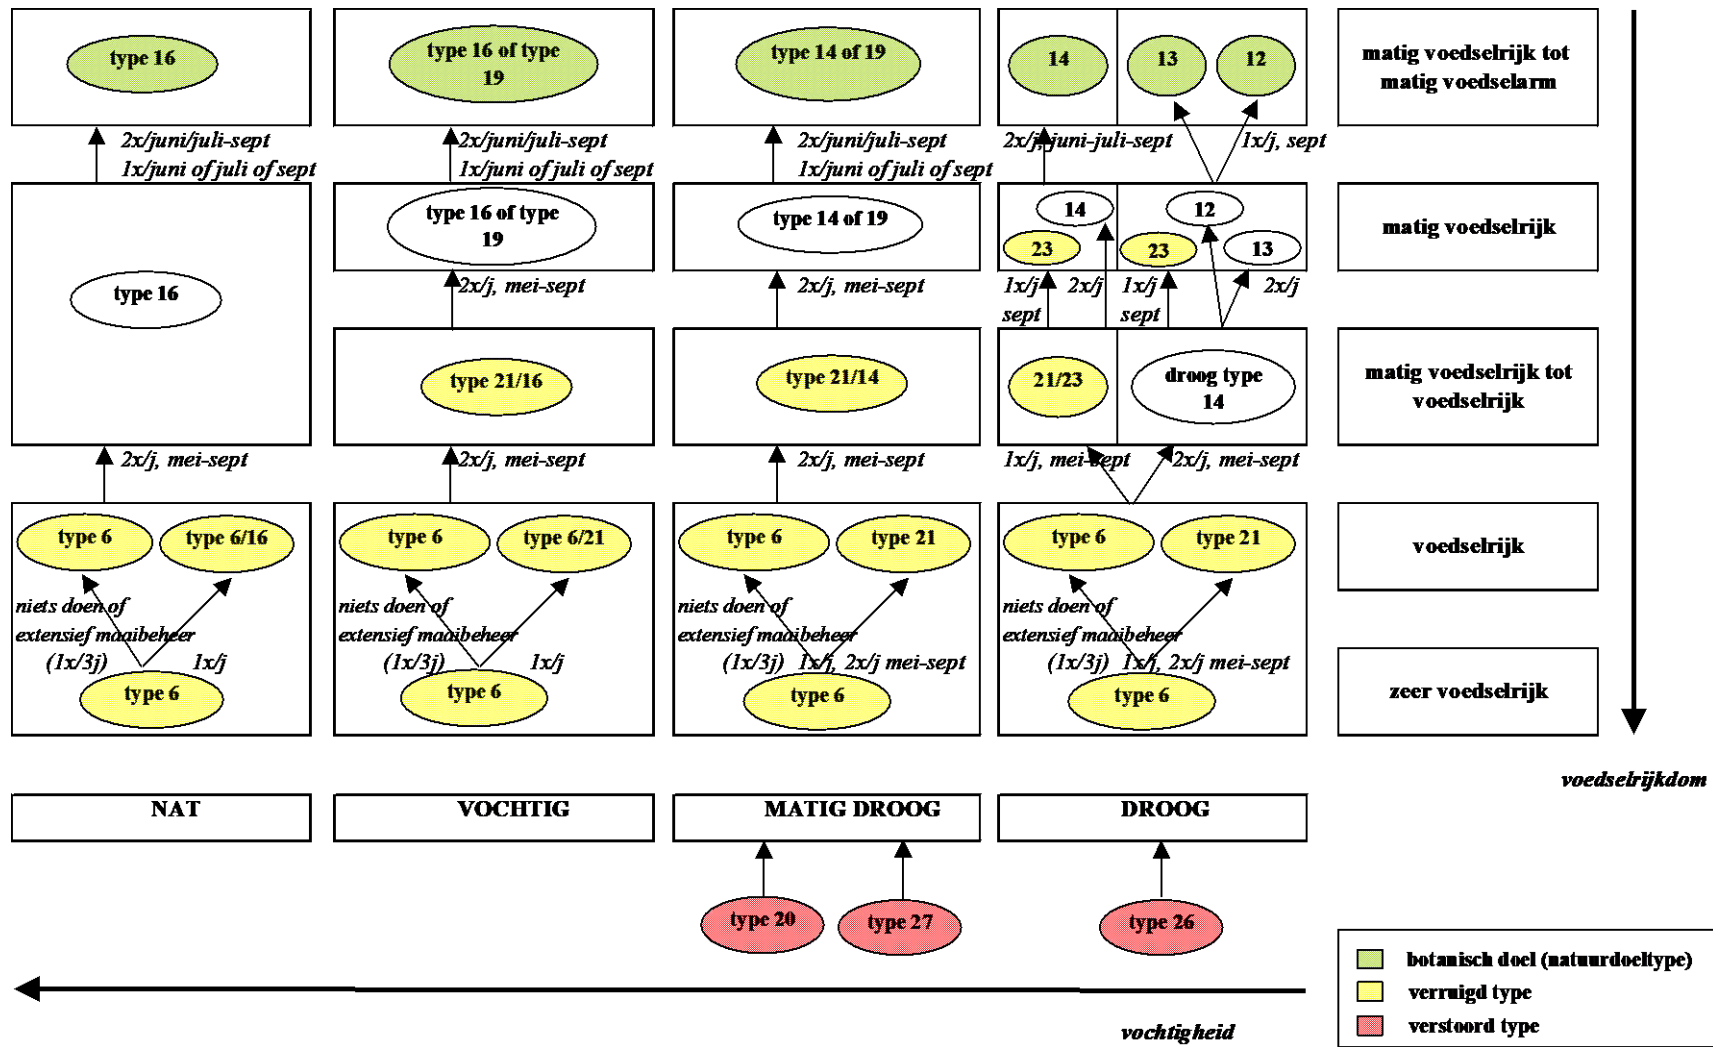 type 16
type 16 of type
19
type 14 of 19
14
13
12
matig voedselrijk tot
matig voedselarm
2x/juni/juli-sept
1x/juni of juli of sept
2x/juni/juli-sept
1x/juni of juli of sept
2x/juni/juli-sept
1x/juni of juli of sept
2x/j, juni-juli-sept
1x/j, sept
type 16
type 16 of type
19
type 14 of 19
14
23
12
23
13
matig voedselrijk
2x/j, mei-sept
2x/j, mei-sept
1x/j
sept
2x/j
1x/j
sept
2x/j
type 21/16
type 21/14
21/23
droog type
14
matig voedselrijk tot
voedselrijk
2x/j, mei-sept
2x/j, mei-sept
2x/j, mei-sept
1x/j, mei-sept
2x/j, mei-sept
type 6
type 6/16
type 6
type 6/21
type 6
type 21
type 6
type 21
voedselrijk
niets doen of
extensief maaibeheer
(1x/3j)
1x/j
niets doen of
extensief maaibeheer
(1x/3j)
1x/j
niets doen of
extensief maaibeheer
(1x/3j)
1x/j, 2x/j mei-sept
niets doen of
extensief maaibeheer
(1x/3j)
1x/j, 2x/j mei-sept
type 6
type 6
type 6
type 6
zeer voedselrijk
voedselrijkdom
NAT
VOCHTIG
MATIG DROOG
DROOG
type 20
type 27
type 26
botanisch doel (natuurdoeltype)
verruigd type
verstoord type
vochtigheid